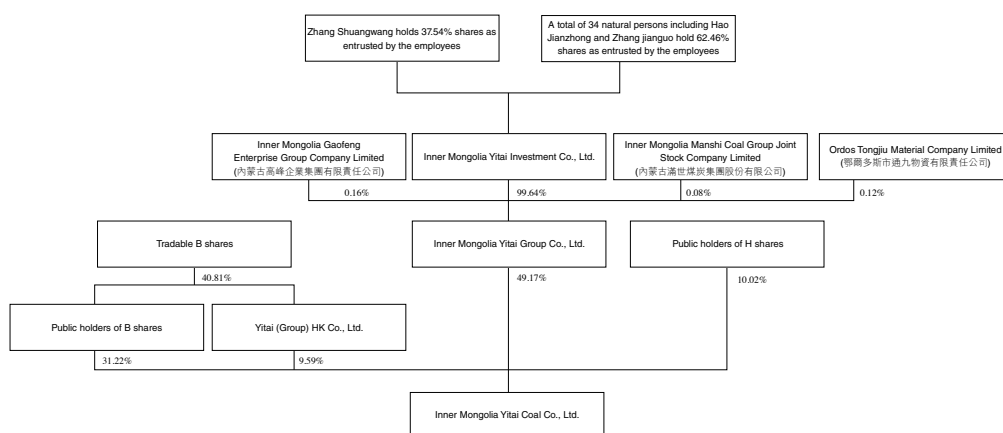 Zhang Shuangwang holds 37.54% shares as
entrusted by the employees
A total of 34 natural persons including Hao
Jianzhong and Zhang jianguo hold 62.46%
shares as entrusted by the employees
Inner Mongolia Gaofeng
Enterprise Group Company Limited
(內蒙古高峰企業集團有限責任公司)
Inner Mongolia Yitai Investment Co., Ltd.
Inner Mongolia Manshi Coal Group Joint
Stock Company Limited
(內蒙古滿世煤炭集團股份有限公司)
Ordos Tongjiu Material Company Limited
(鄂爾多斯市通九物資有限責任公司)
0.16%
99.64%
0.08%
0.12%
Tradable B shares
Inner Mongolia Yitai Group Co., Ltd.
Public holders of H shares
40.81%
49.17%
10.02%
Public holders of B shares
Yitai (Group) HK Co., Ltd.
31.22%
9.59%
Inner Mongolia Yitai Coal Co., Ltd.